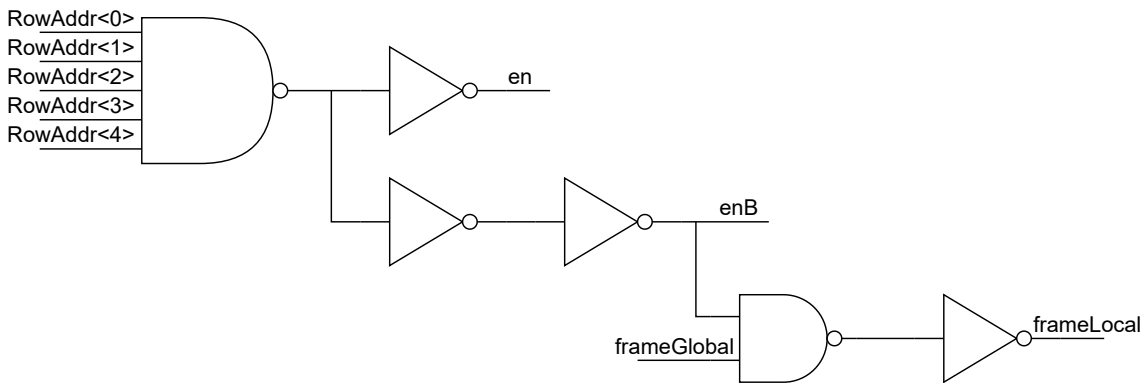 RowAddr<0>
RowAddr<1>
RowAddr<2>
RowAddr<3>
RowAddr<4>
en
enB
frameGlobal
frameLocal